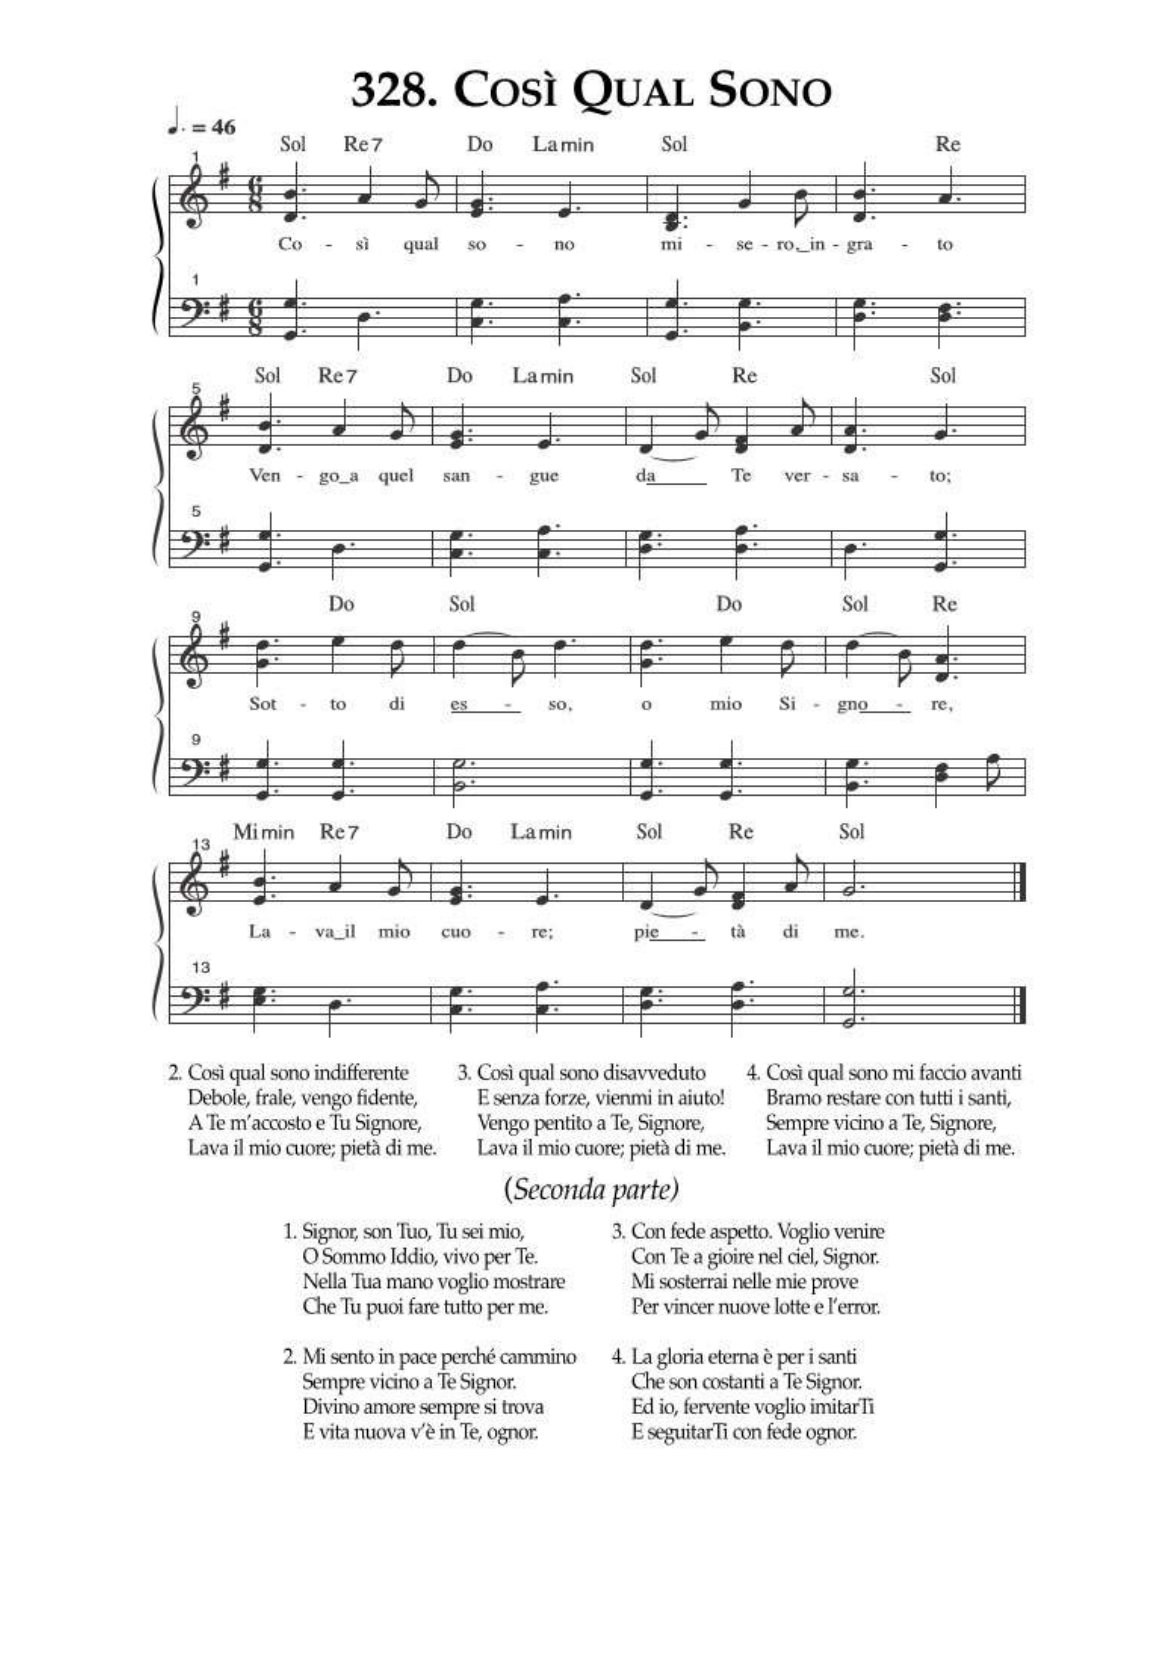 328. COSÌ QUAL SONO
♩. = 46
Sol Re7 Do Lamin Sol Re
1
6 8
Co - sì qual so - no mi - se - ro,_in - gra - to
1
6 8
Sol Re7 Do Lamin Sol Re Sol
5
Ven - go_a quel san - gue da____ Te ver - sa - to;
5
Do Sol Do Sol Re
9
Sot - to di es - so, o mio Si - gno - re,
9
Mimin Re7 Do Lamin Sol Re Sol
13
La - va_il mio cuo - re; pie - tà di me.
13
2. Così qual sono indifferente
Debole, frale, vengo fidente,
A Te m'accosto e Tu Signore,
Lava il mio cuore; pietà di me.
3. Così qual sono disavveduto
E senza forze, vienmi in aiuto!
Vengo pentito a Te, Signore,
Lava il mio cuore; pietà di me.
4. Così qual sono mi faccio avanti
Bramo restare con tutti i santi,
Sempre vicino a Te, Signore,
Lava il mio cuore; pietà di me.
(Seconda parte)
1. Signor, son Tuo, Tu sei mio,
O Sommo Iddio, vivo per Te.
Nella Tua mano voglio mostrare
Che Tu puoi fare tutto per me.
2. Mi sento in pace perché cammino
Sempre vicino a Te Signor.
Divino amore sempre si trova
E vita nuova v'è in Te, ognor.
3. Con fede aspetto. Voglio venire
Con Te a gioire nel ciel, Signor.
Mi sosterrai nelle mie prove
Per vincer nuove lotte e l'error.
4. La gloria eterna è per i santi
Che son costanti a Te Signor.
Ed io, fervente voglio imitarTi
E seguitarTi con fede ognor.